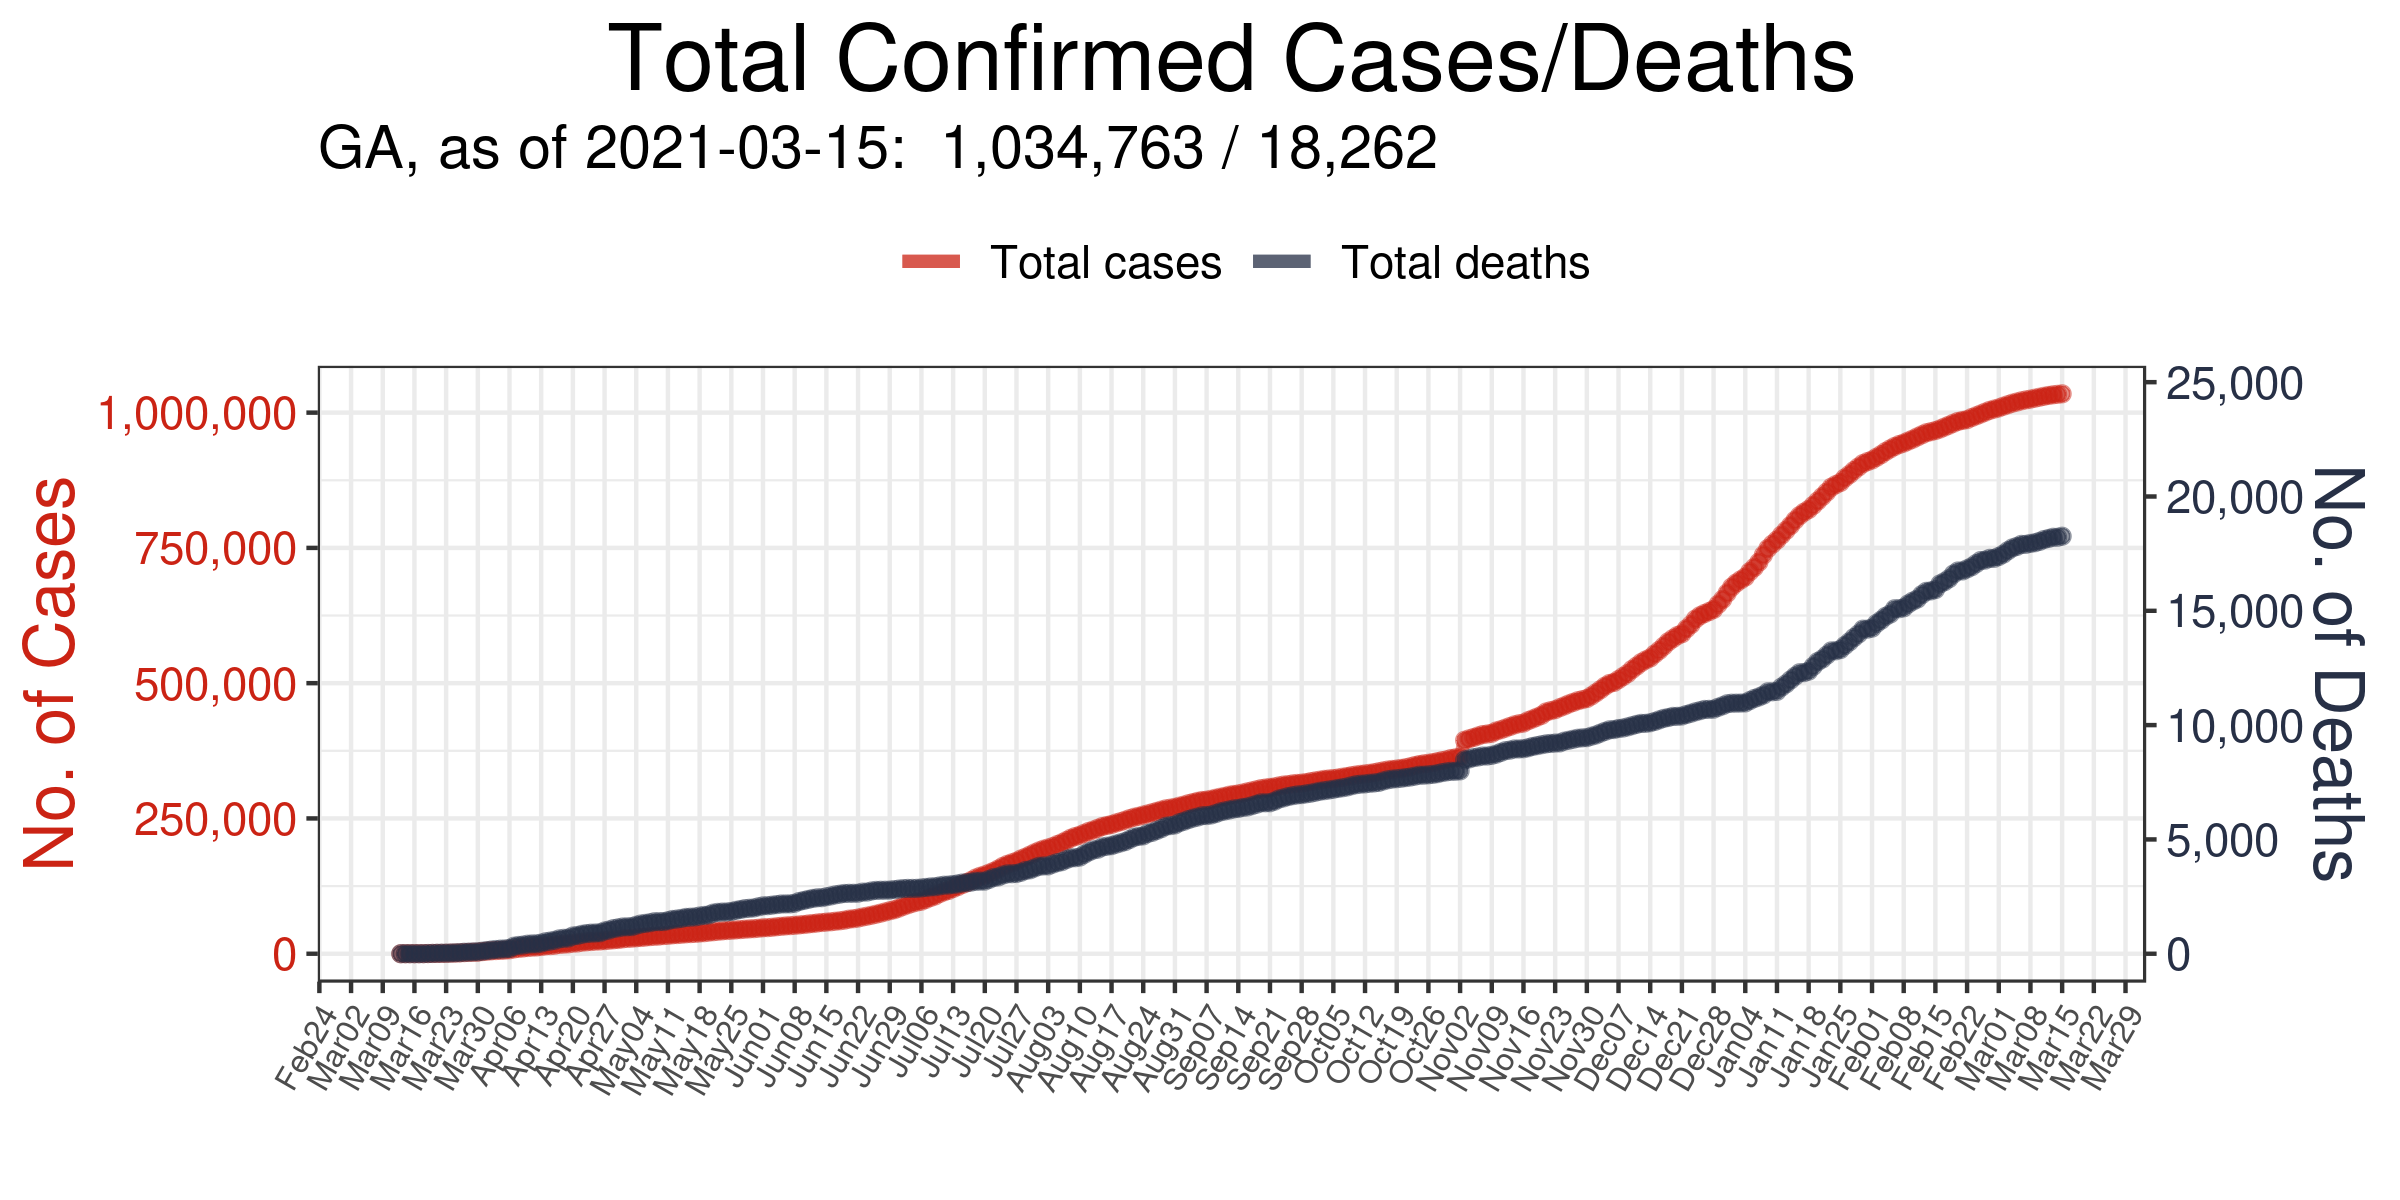 Total Confirmed Cases/Deaths
GA, as of 2021-03-15:  1,034,763 / 18,262
Total cases
Total deaths
No. of Cases
1,000,000
750,000
500,000
250,000
0
25,000
20,000
15,000
10,000
5,000
0
No. of Deaths
Feb24
Mar02
Mar09
Mar16
Mar23
Mar30
Apr06
Apr13
Apr20
Apr27
May04
May11
May18
May25
Jun01
Jun08
Jun15
Jun22
Jun29
Jul06
Jul13
Jul20
Jul27
Aug03
Aug10
Aug17
Aug24
Aug31
Sep07
Sep14
Sep21
Sep28
Oct05
Oct12
Oct19
Oct26
Nov02
Nov09
Nov16
Nov23
Nov30
Dec07
Dec14
Dec21
Dec28
Jan04
Jan11
Jan18
Jan25
Feb01
Feb08
Feb15
Feb22
Mar01
Mar08
Mar15
Mar22
Mar29